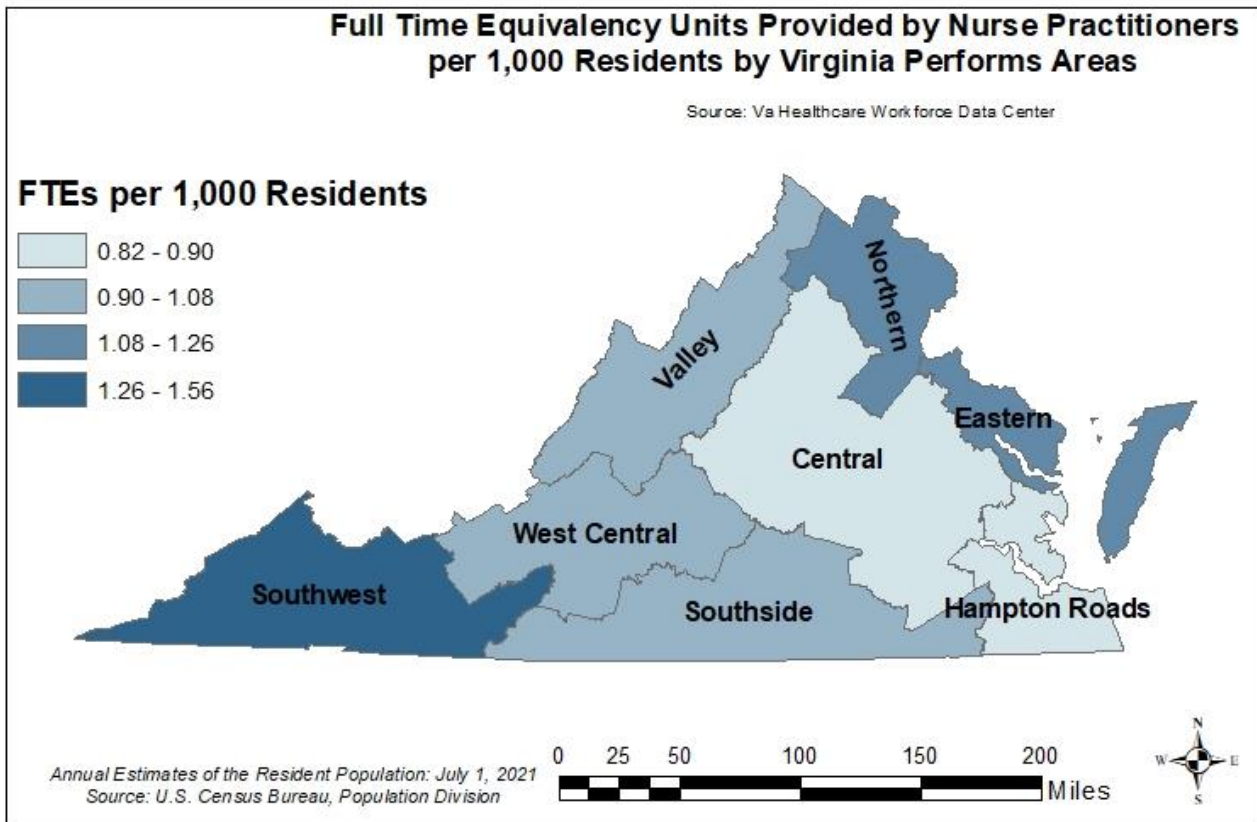 Full Time Equivalency Units Provided by Nurse Practitioners
per 1,000 Residents by Virginia Performs Areas
Source: Va Healthcare Workforce Data Center
FTEs per 1,000 Residents
0.82 - 0.90
0.90 - 1.08
1.08 - 1.26
1.26 - 1.56
Northern
Valley
Eastern
Central
West Central
Southwest
Southside
Hampton Roads
Annual Estimates of the Resident Population: July 1, 2021
Source: U.S. Census Bureau, Population Division
0 25 50 100 150 200
Miles
N
W E
S